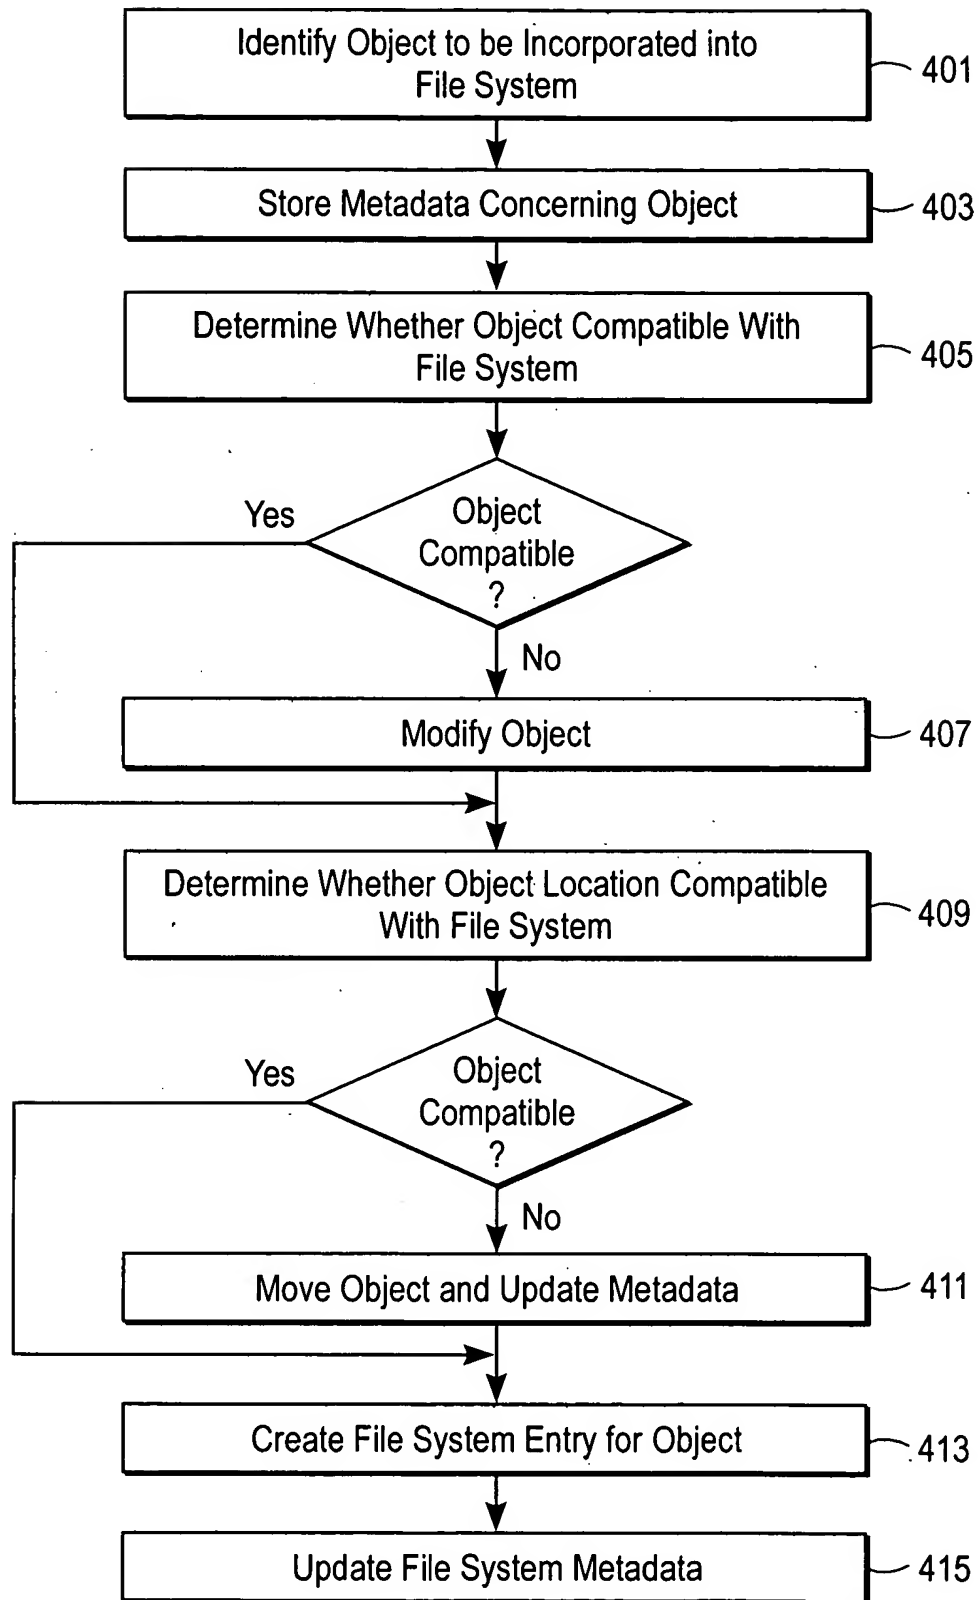 Identify Object to be Incorporated into
File System
401
Store Metadata Concerning Object
403
Determine Whether Object Compatible With
File System
405
Object
Compatible
?
Yes
No
Modify Object
407
Determine Whether Object Location Compatible
With File System
409
Object
Compatible
?
Yes
No
Move Object and Update Metadata
411
Create File System Entry for Object
413
Update File System Metadata
415